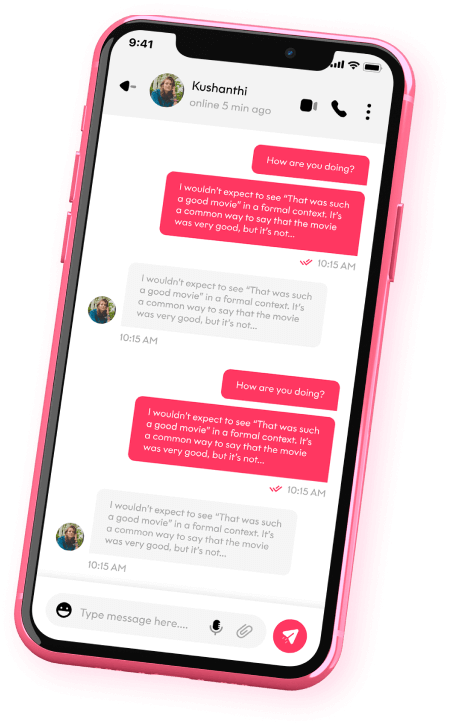 9:41
Kushanthi
online 5 min ago
How are you doing?
I wouldn't expect to see “That was such
a good movie” in a formal context. It's
a common way to say that the movie
was very good, but it's not...
10:15 AM
I wouldn't expect to see “That was such
a good movie” in a formal context. It's
a common way to say that the movie
was very good, but it's not...
10:15 AM
How are you doing?
I wouldn't expect to see “That was such
a good movie” in a formal context. It's
a common way to say that the movie
was very good, but it's not...
10:15 AM
I wouldn't expect to see “That was such
a good movie” in a formal context. It's
a common way to say that the movie
was very good, but it's not...
10:15 AM
Type message here....